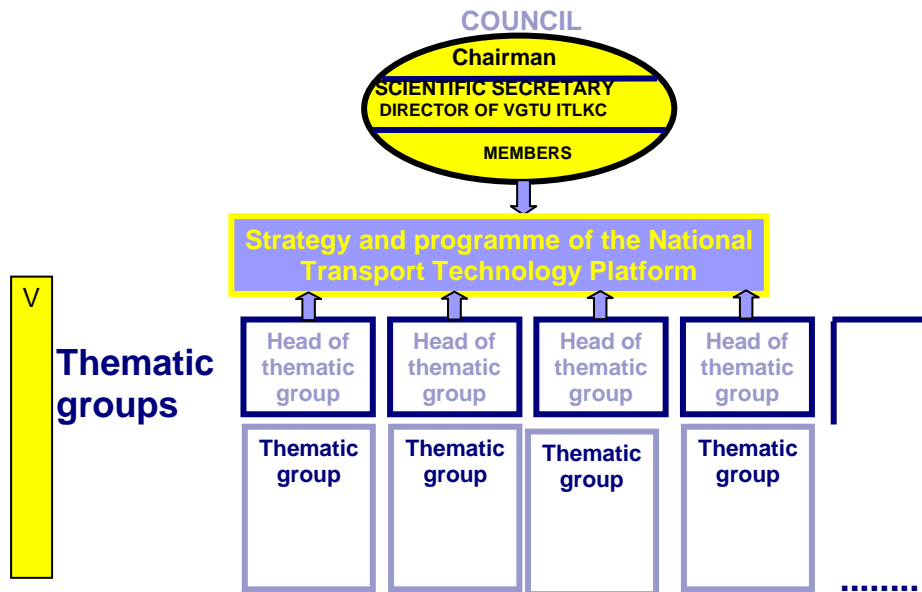 COUNCIL
Chairman
SCIENTIFIC SECRETARY
DIRECTOR OF VGTU ITLKC
MEMBERS
Strategy and programme of the National
Transport Technology Platform
V
Thematic
groups
Head of
thematic
group
Head of
thematic
group
Head of
thematic
group
Head of
thematic
group
Thematic
group
Thematic
group
Thematic
group
Thematic
group